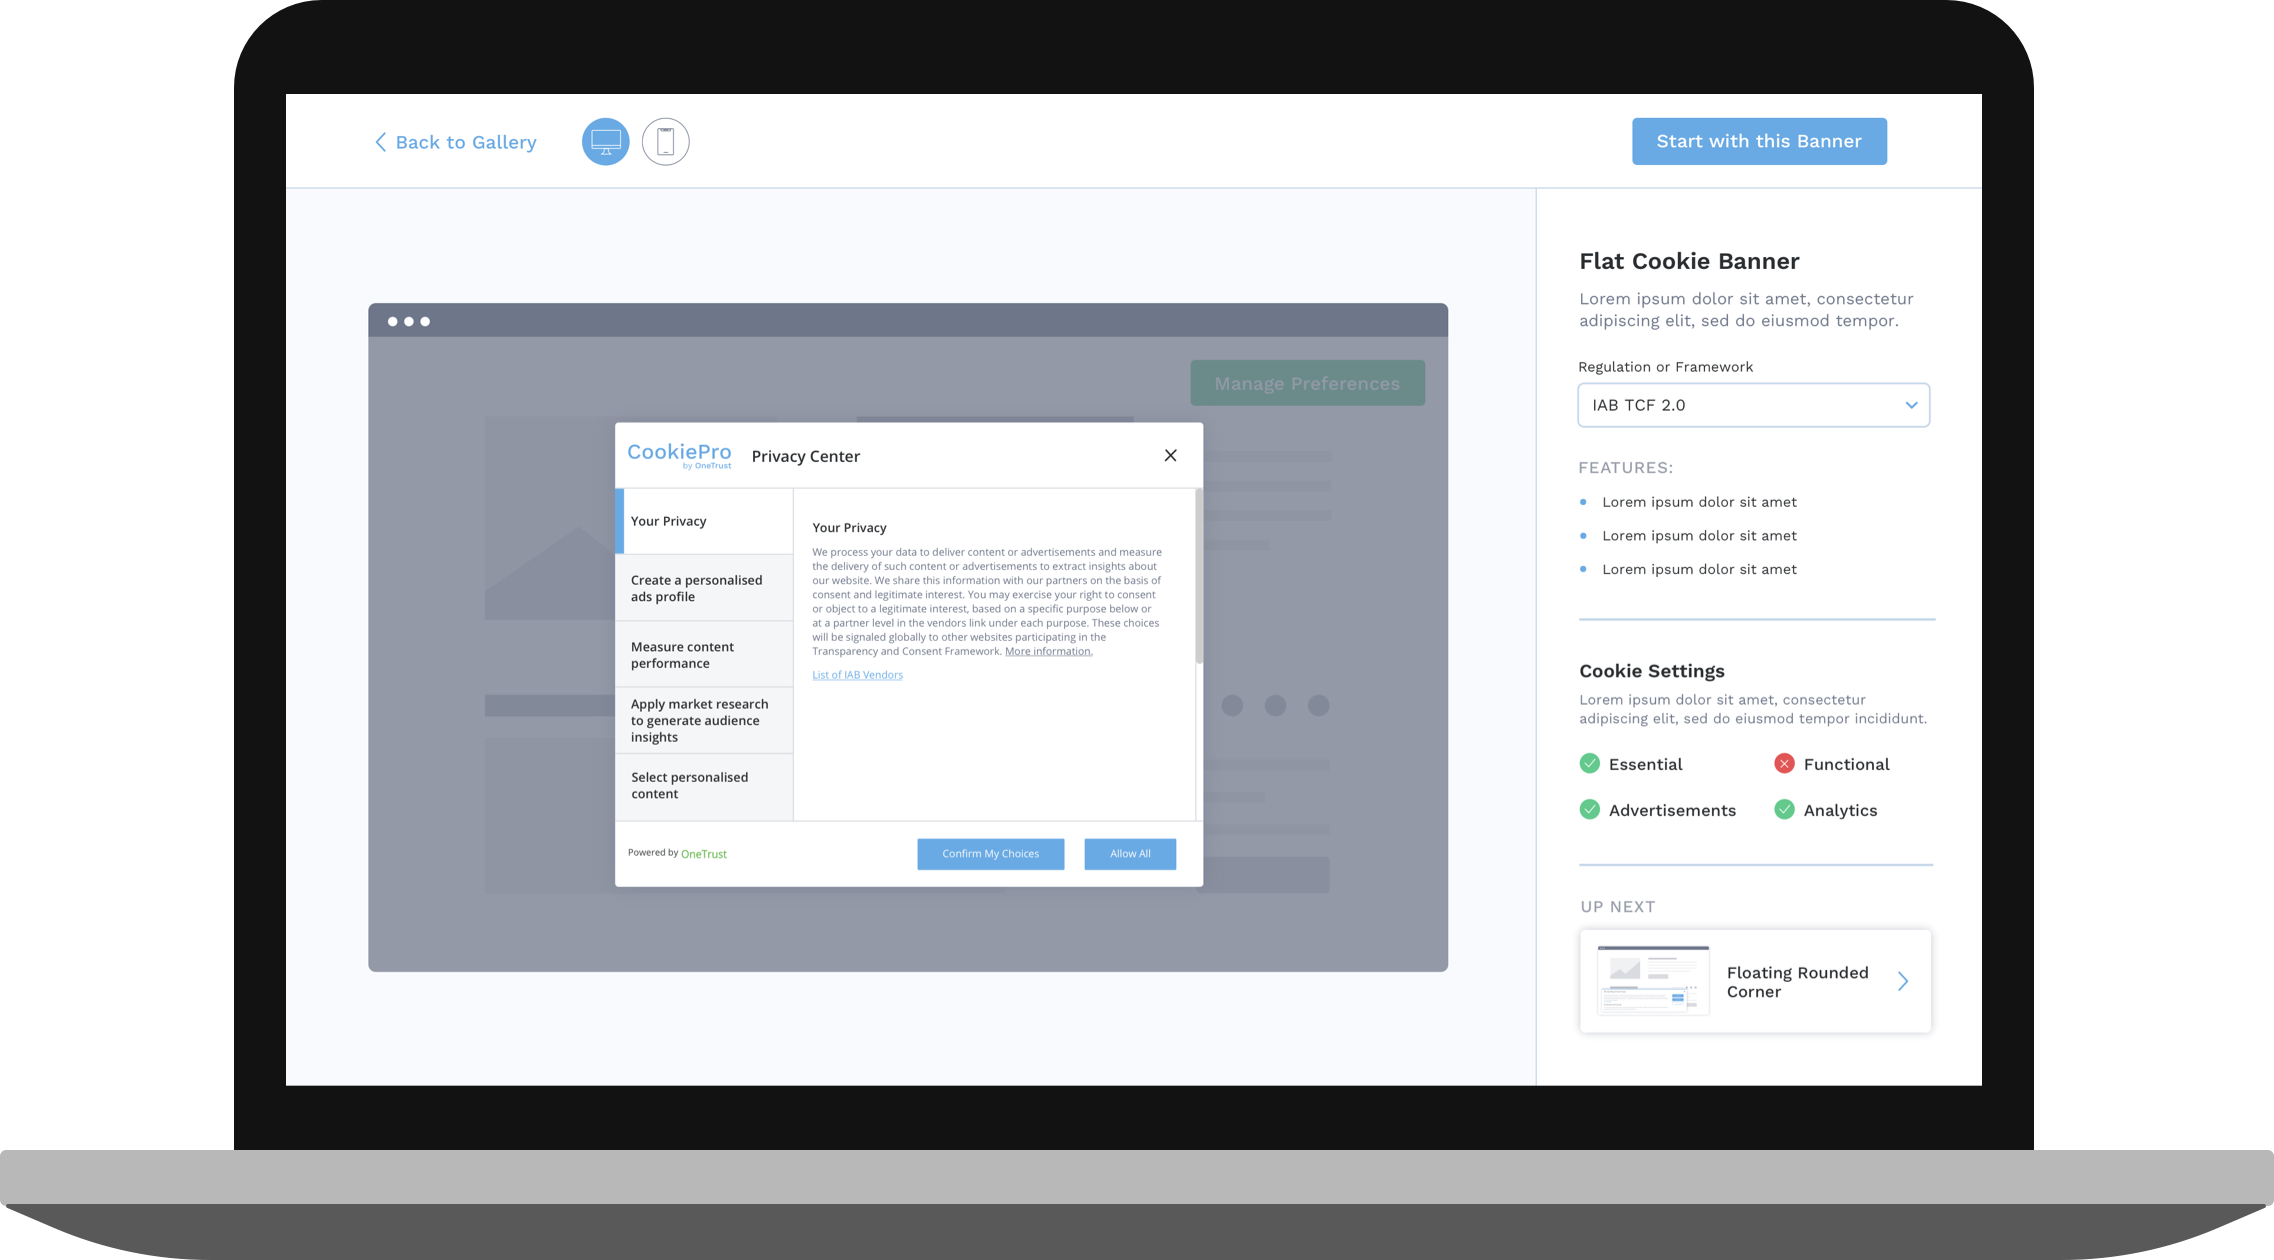 Back to Gallery
Start with this Banner
Manage Preferences
CookiePro
by OneTrust
Privacy Center
Your Privacy
Create a personalised
ads profile
Measure content
performance
Apply market research
to generate audience
insights
Select personalised
content
Your Privacy
We process your data to deliver content or advertisements and measure
the delivery of such content or advertisements to extract insights about
our website. We share this information with our partners on the basis of
consent and legitimate interest. You may exercise your right to consent
or object to a legitimate interest, based on a specific purpose below or
at a partner level in the vendors link under each purpose. These choices
will be signaled globally to other websites participating in the
Transparency and Consent Framework. More information.
List of IAB Vendors
Powered by OneTrust
Confirm My Choices
Allow All
Flat Cookie Banner
Lorem ipsum dolor sit amet, consectetur
adipiscing elit, sed do eiusmod tempor.
Regulation or Framework
IAB TCF 2.0
FEATURES:
Lorem ipsum dolor sit amet
Lorem ipsum dolor sit amet
Lorem ipsum dolor sit amet
Cookie Settings
Lorem ipsum dolor sit amet, consectetur
adipiscing elit, sed do eiusmod tempor incididunt.
Essential
Functional
Advertisements
Analytics
UP NEXT
Floating Rounded
Corner